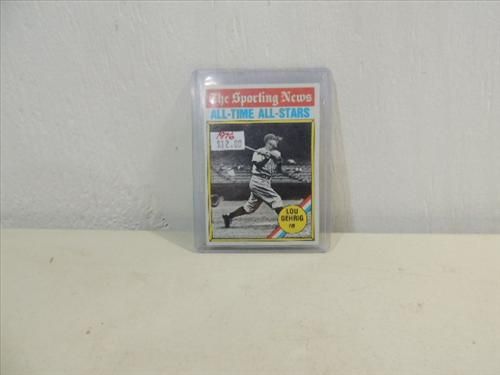 The Sporting News
ALL-TIME ALL-STARS
1976
$12.00
LOU
GEHRIG
1B